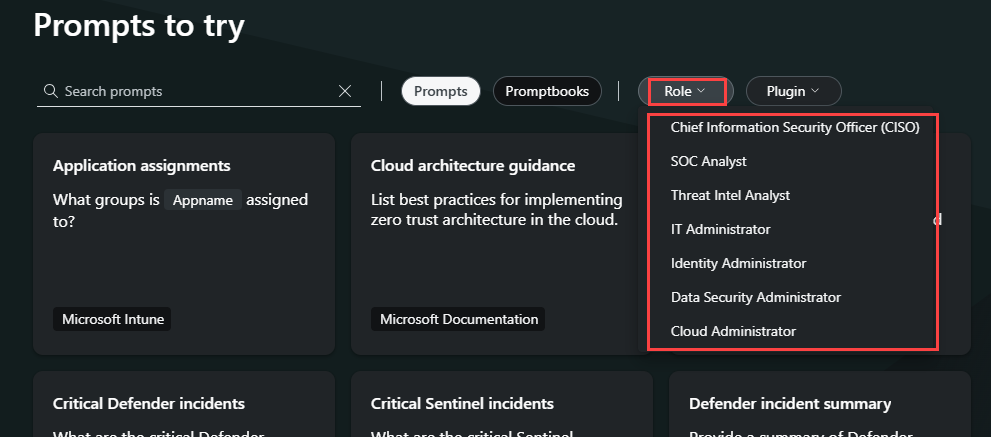 Prompts to try
Search prompts
Prompts
Promptbooks
Role
Plugin
Chief Information Security Officer (CISO)
SOC Analyst
Threat Intel Analyst
IT Administrator
Identity Administrator
Data Security Administrator
Cloud Administrator
Application assignments
What groups is Appname assigned
to?
Microsoft Intune
Cloud architecture guidance
List best practices for implementing
zero trust architecture in the cloud.
Microsoft Documentation
Critical Defender incidents
What are the critical Defender
Critical Sentinel incidents
What are the critical Sentinel
Defender incident summary
Provide a summary of Defender